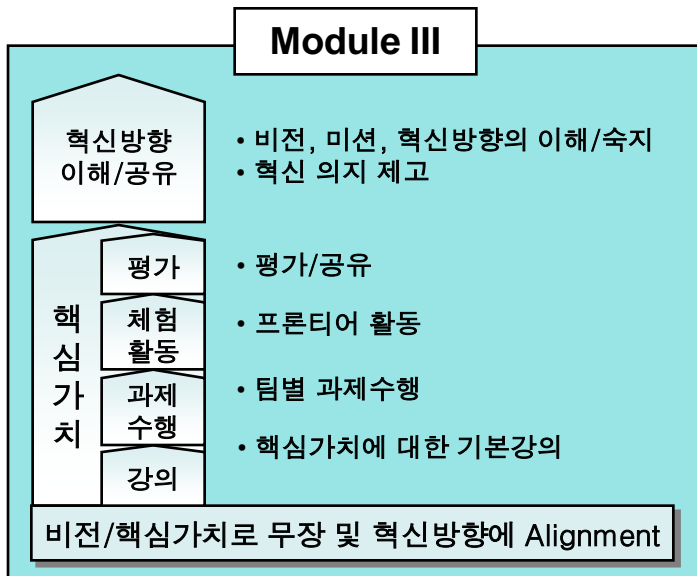 Module III
혁신방향
이해/공유
• 비전, 미션, 혁신방향의 이해/숙지
• 혁신 의지 제고
핵
심
가
치
평가
• 평가/공유
체험
활동
• 프론티어 활동
과제
수행
• 팀별 과제수행
강의
• 핵심가치에 대한 기본강의
비전/핵심가치로 무장 및 혁신방향에 Alignment